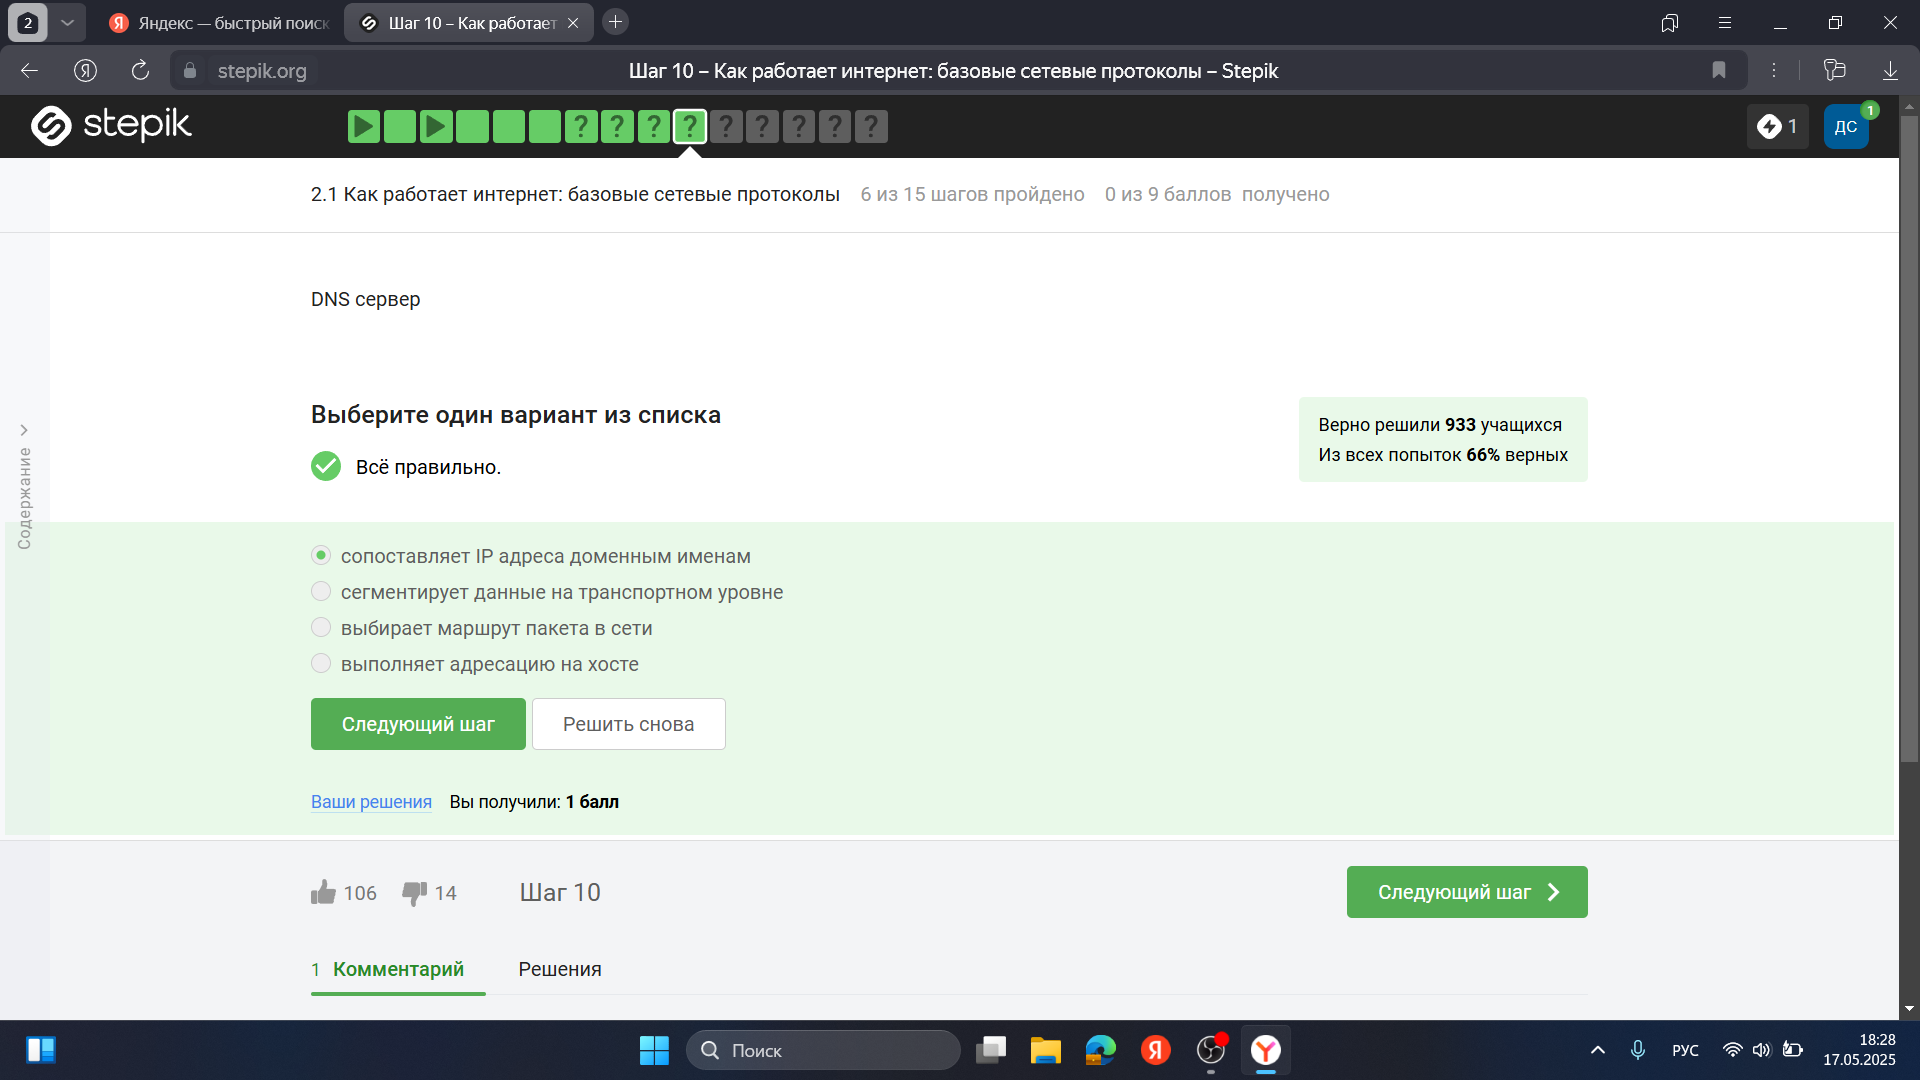 2
Яндекс — быстрый поиск
Шаг 10 – Как работает
stepik.org
Шаг 10 – Как работает интернет: базовые сетевые протоколы – Stepik
stepik
? ? ? ? ? ? ? ? ?
1
ДС
1
2.1 Как работает интернет: базовые сетевые протоколы 6 из 15 шагов пройдено 0 из 9 баллов получено
Содержание
DNS сервер
Выберите один вариант из списка
Всё правильно.
Верно решили 933 учащихся
Из всех попыток 66% верных
сопоставляет IP адреса доменным именам
сегментирует данные на транспортном уровне
выбирает маршрут пакета в сети
выполняет адресацию на хосте
Следующий шаг
Решить снова
Ваши решения Вы получили: 1 балл
106 14 Шаг 10
Следующий шаг
1 Комментарий Решения
Поиск
РУС
18:28
17.05.2025